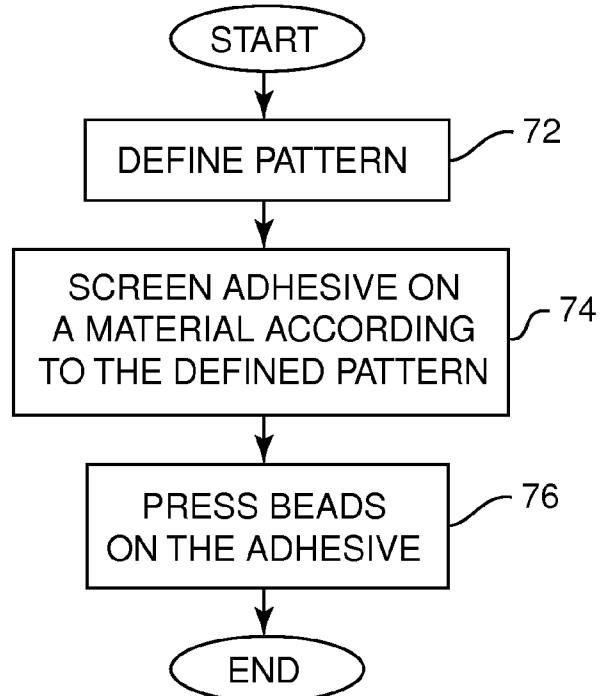 START
DEFINE PATTERN
72
SCREEN ADHESIVE ON
A MATERIAL ACCORDING
TO THE DEFINED PATTERN
74
PRESS BEADS
ON THE ADHESIVE
76
END